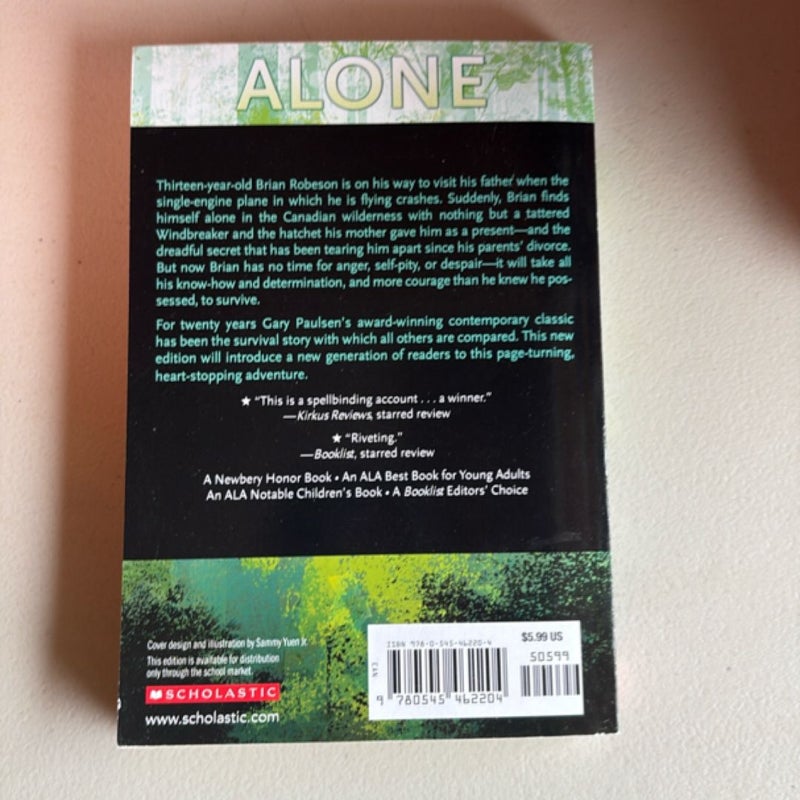 ALONE
Thirteen-year-old Brian Robeson is on his way to visit his father when the
single-engine plane in which he is flying crashes. Suddenly, Brian finds
himself alone in the Canadian wilderness with nothing but a tattered
Windbreaker and the hatchet his mother gave him as a present—and the
dreadful secret that has been tearing him apart since his parents' divorce.
But now Brian has no time for anger, self-pity, or despair—it will take all
his know-how and determination, and more courage than he knew he pos-
sessed, to survive.
For twenty years Gary Paulsen's award-winning contemporary classic
has been the survival story with which all others are compared. This new
edition will introduce a new generation of readers to this page-turning,
heart-stopping adventure.
★ "This is a spellbinding account . . . a winner."
—Kirkus Reviews, starred review
★ "Riveting."
—Booklist, starred review
A Newbery Honor Book • An ALA Best Book for Young Adults
An ALA Notable Children's Book • A Booklist Editors' Choice
Cover design and illustration by Sammy Yuen Jr.
This edition is available for distribution
only through the school market.
SCHOLASTIC
www.scholastic.com
ISBN 978-0-545-46220-4
$5.99 US
50599
EAN
9 780545 462204